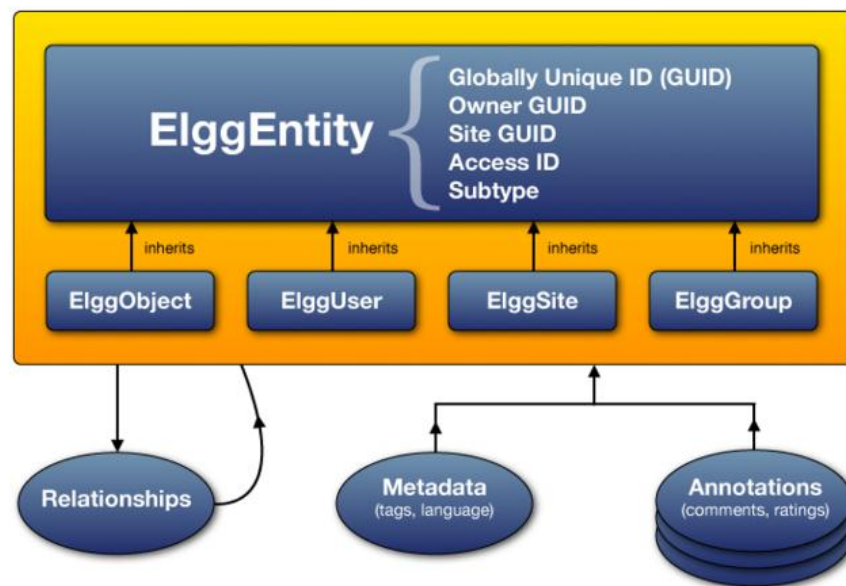 ElggEntity
Globally Unique ID (GUID)
Owner GUID
Site GUID
Access ID
Subtype
inherits
inherits
inherits
inherits
ElggObject
ElggUser
ElggSite
ElggGroup
Relationships
Metadata
(tags, language)
Annotations
(comments, ratings)